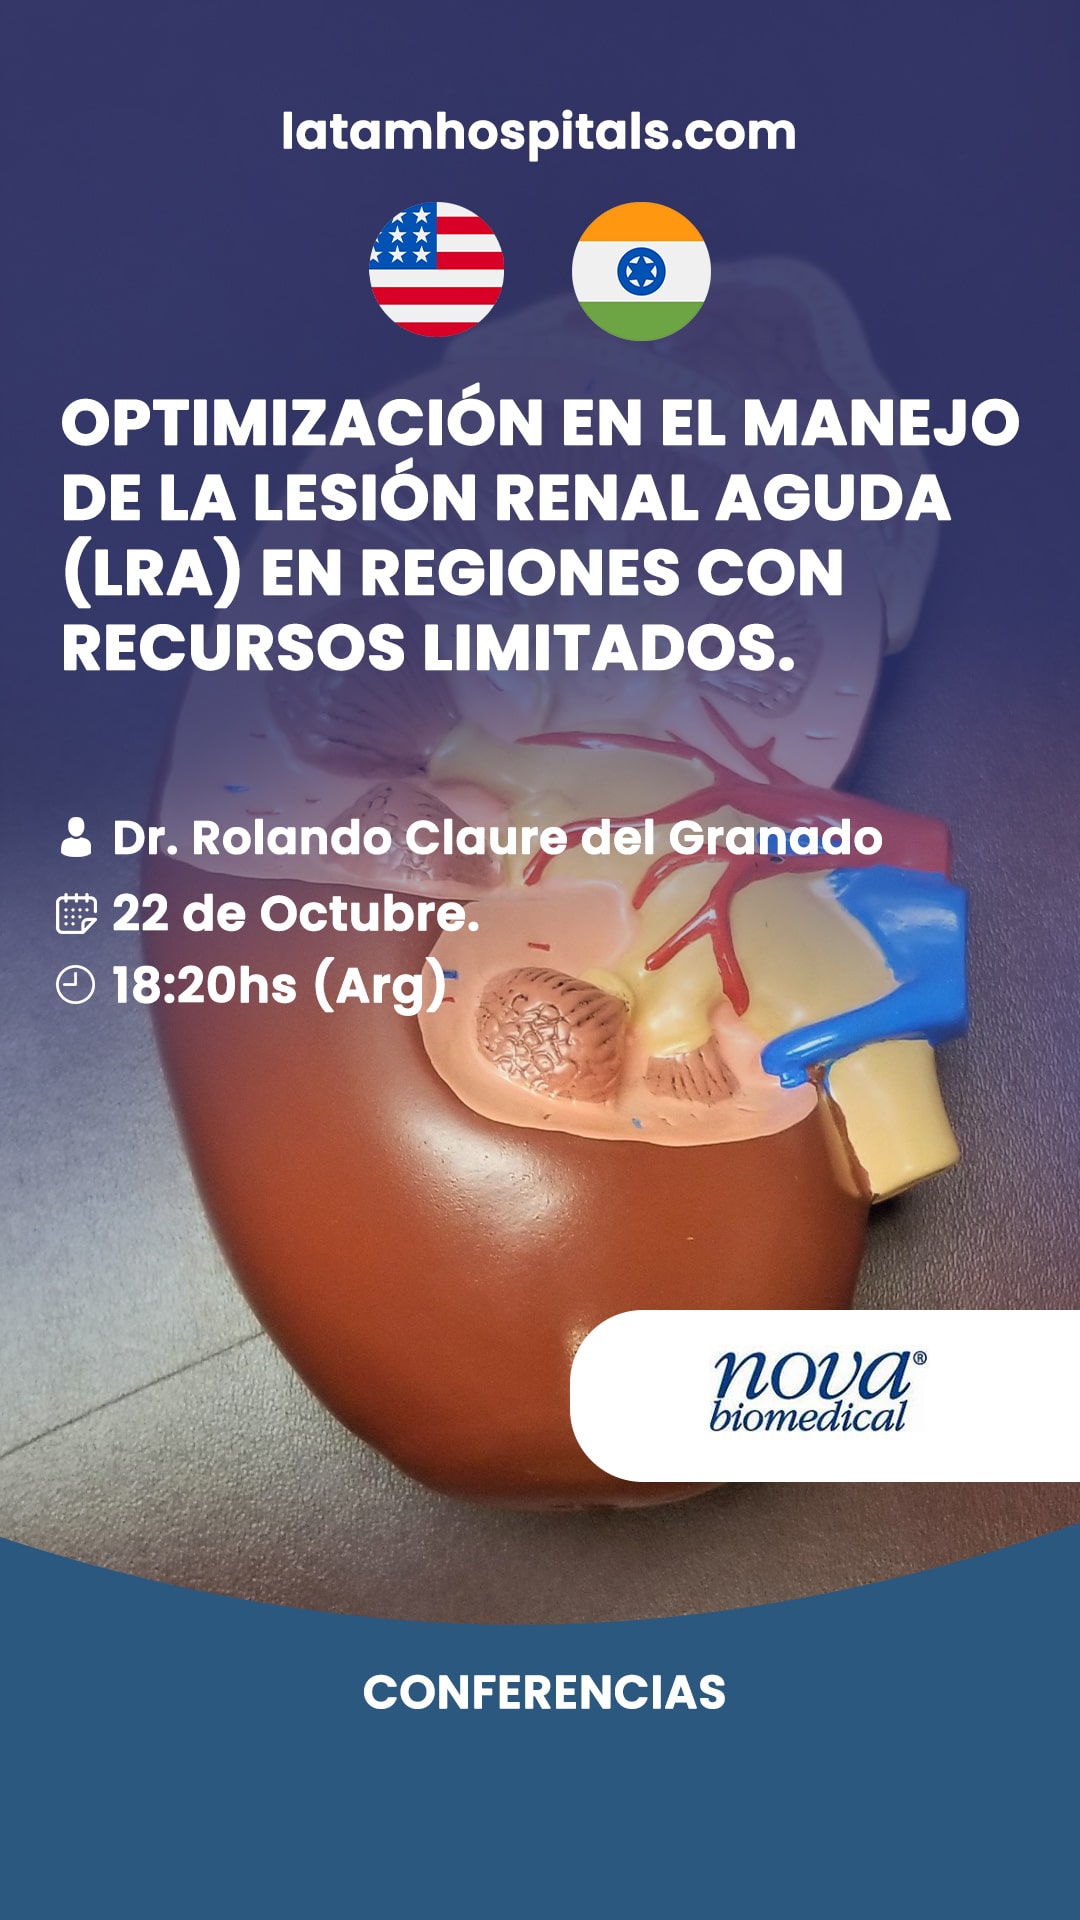 latamhospitals.com
OPTIMIZACIÓN EN EL MANEJO
DE LA LESIÓN RENAL AGUDA
(LRA) EN REGIONES CON
RECURSOS LIMITADOS.
Dr. Rolando Claure del Granado
22 de Octubre.
18:20hs (Arg)
nova®
biomedical
CONFERENCIAS